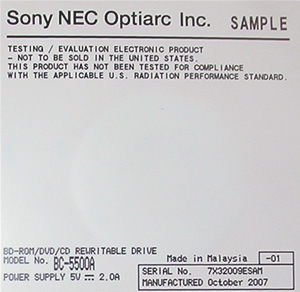 Sony NEC Optiarc Inc. SAMPLE
TESTING / EVALUATION ELECTRONIC PRODUCT
- NOT TO BE SOLD IN THE UNITED STATES.
THIS PRODUCT HAS NOT BEEN TESTED FOR COMPLIANCE
WITH THE APPLICABLE U.S. RADIATION PERFORMANCE STANDARD.
BD-ROM/DVD/CD REWRITABLE DRIVE
MODEL No. BC-5500A
POWER SUPPLY 5V ⎓ 2.0A
Made in Malaysia -01
SERIAL No. 7X32009ESAM
MANUFACTURED October 2007